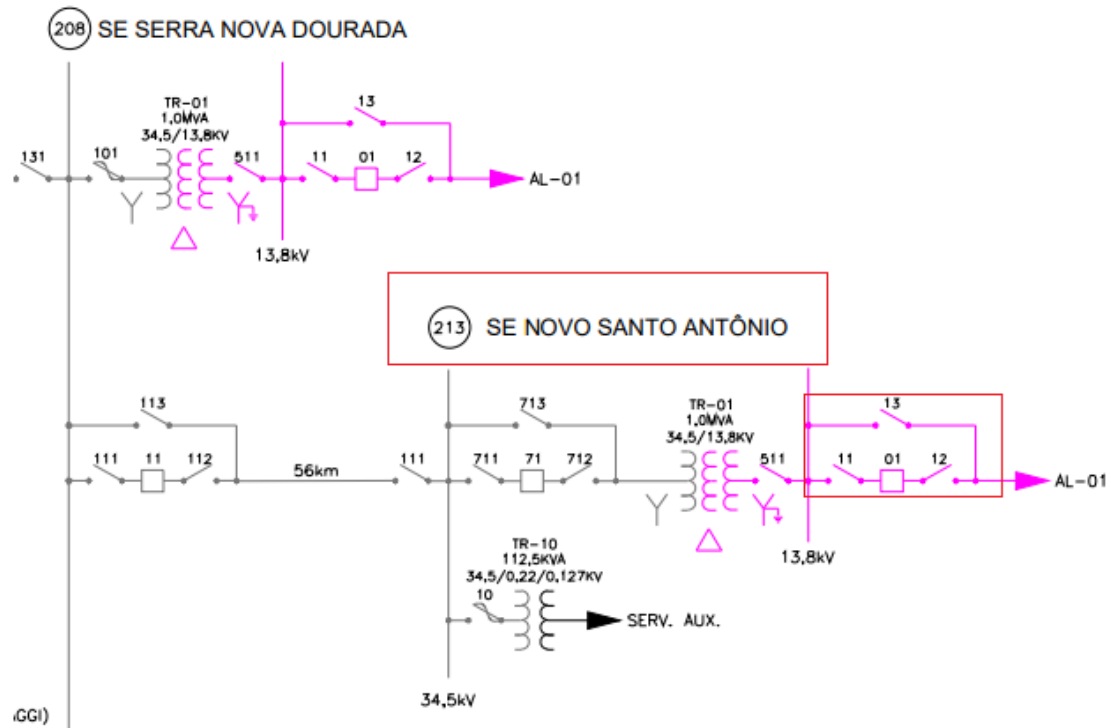 208 SE SERRA NOVA DOURADA
TR-01
1,0MVA
34,5/13,8KV
13
131
101
511
11
01
12
AL-01
13,8kV
213 SE NOVO SANTO ANTÔNIO
113
713
TR-01
1,0MVA
34,5/13,8KV
13
111
11
112
56km
111
711
71
712
511
11
01
12
AL-01
13,8kV
TR-10
112,5KVA
34,5/0,22/0,127KV
10
SERV. AUX.
34,5kV
GGI)